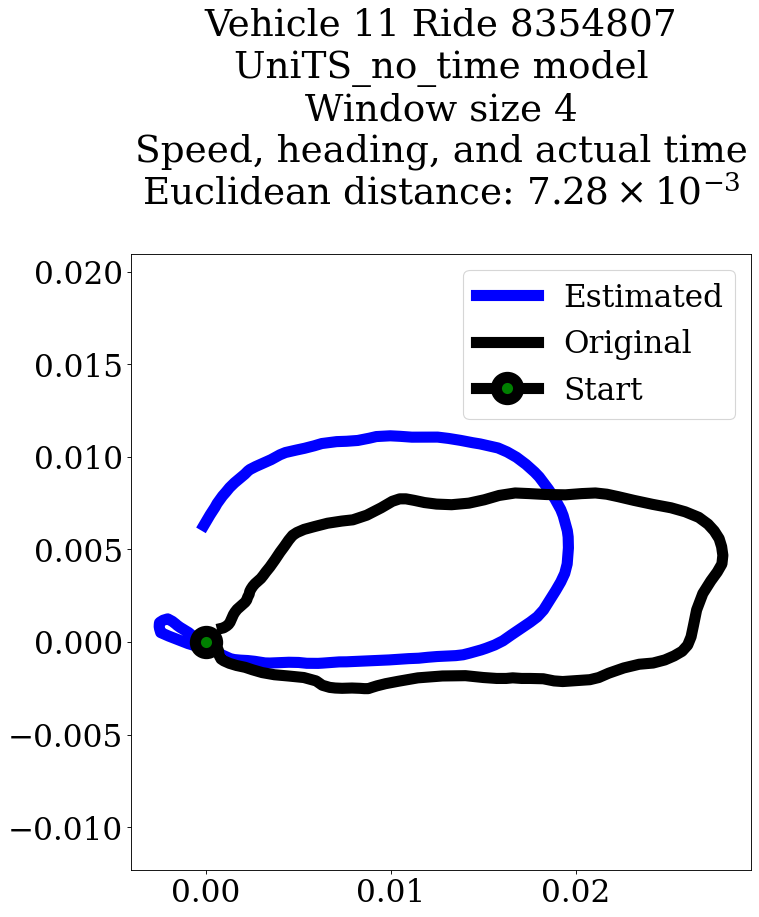 Vehicle 11 Ride 8354807
UniTS_no_time model
Window size 4
Speed, heading, and actual time
Euclidean distance: 7.28 × 10⁻³
0.020
0.015
0.010
0.005
0.000
−0.005
−0.010
Estimated
Original
Start
0.00 0.01 0.02